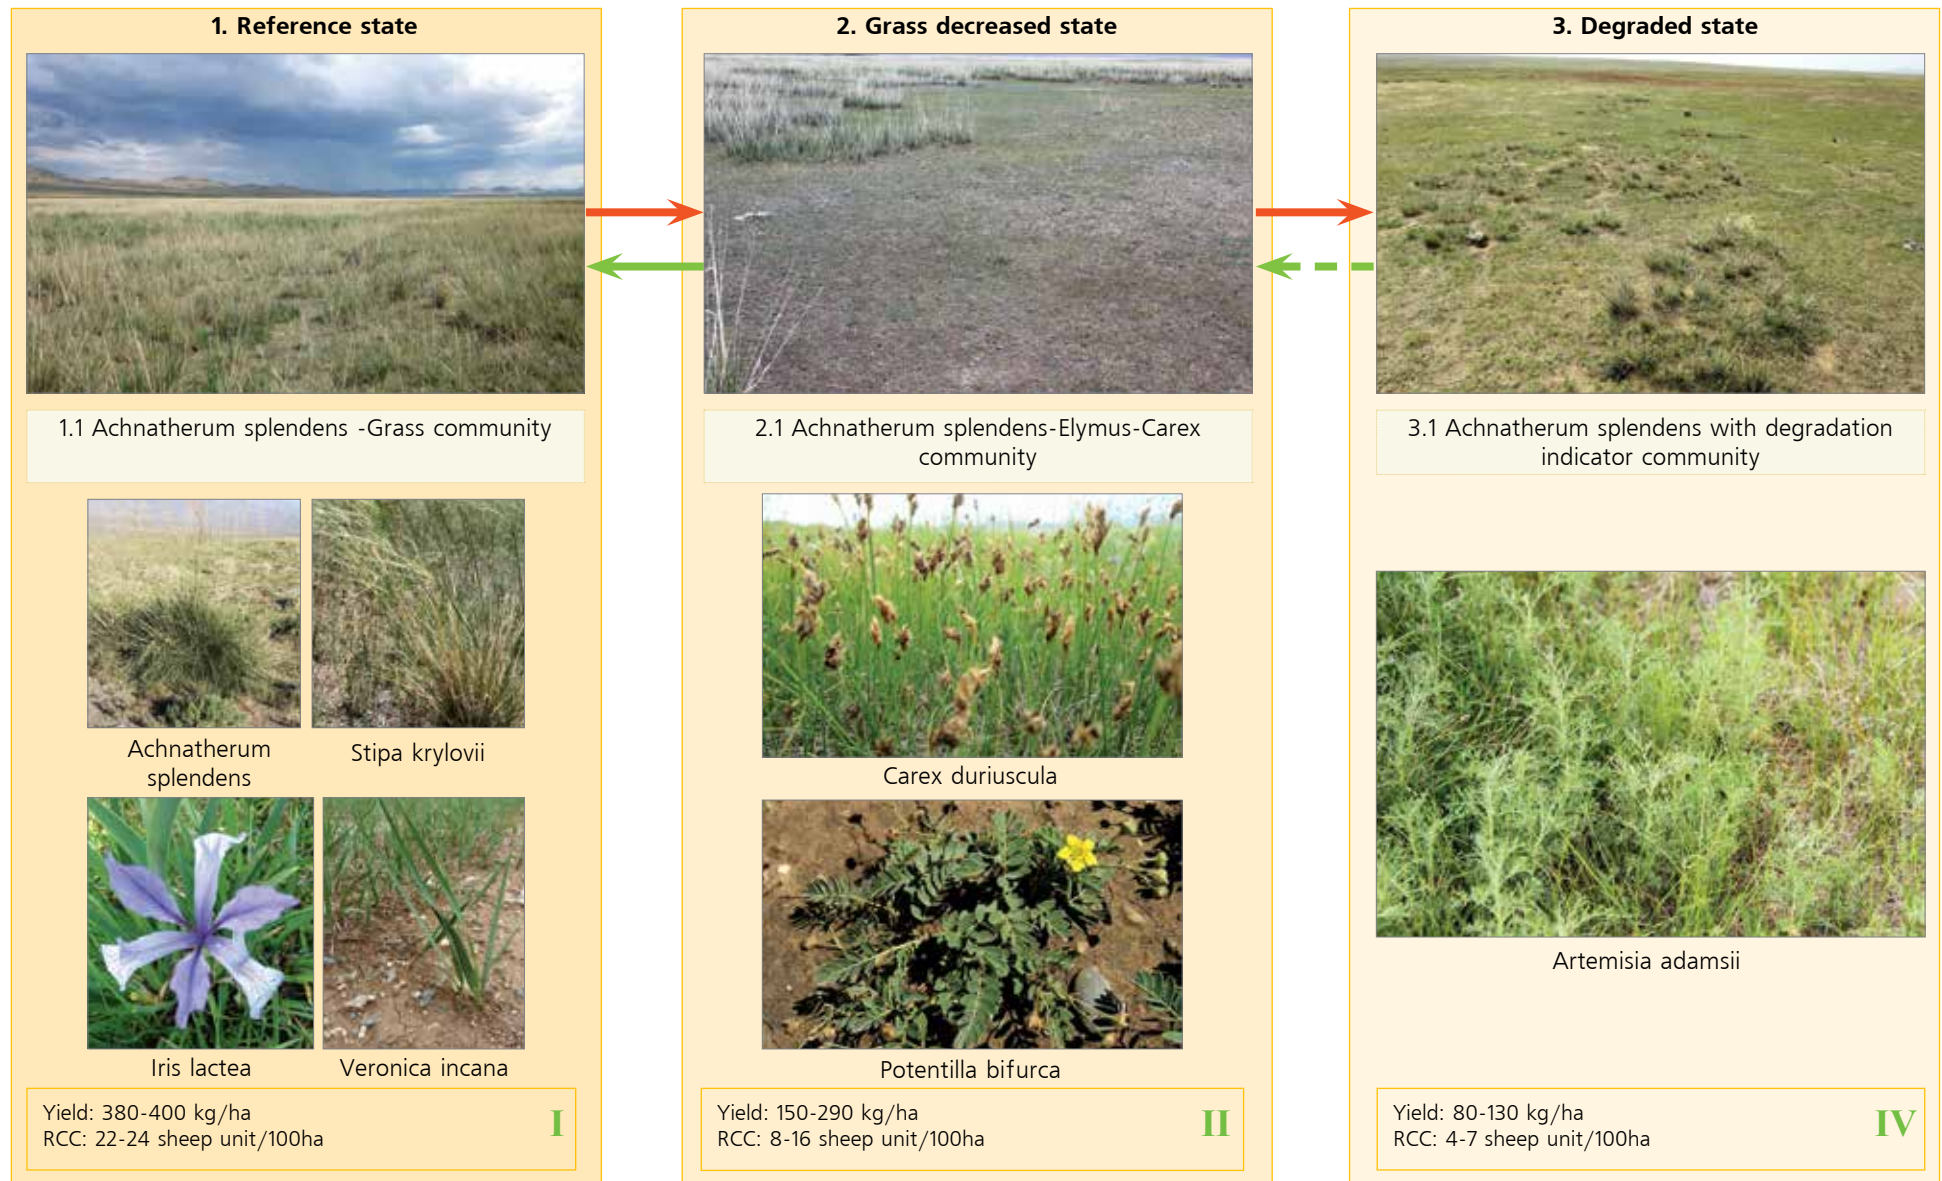 1. Reference state
1.1 Achnatherum splendens -Grass community
Achnatherum
splendens
Stipa krylovii
Iris lactea
Veronica incana
Yield: 380-400 kg/ha
RCC: 22-24 sheep unit/100ha
I
2. Grass decreased state
2.1 Achnatherum splendens-Elymus-Carex
community
Carex duriuscula
Potentilla bifurca
Yield: 150-290 kg/ha
RCC: 8-16 sheep unit/100ha
II
3. Degraded state
3.1 Achnatherum splendens with degradation
indicator community
Artemisia adamsii
Yield: 80-130 kg/ha
RCC: 4-7 sheep unit/100ha
IV